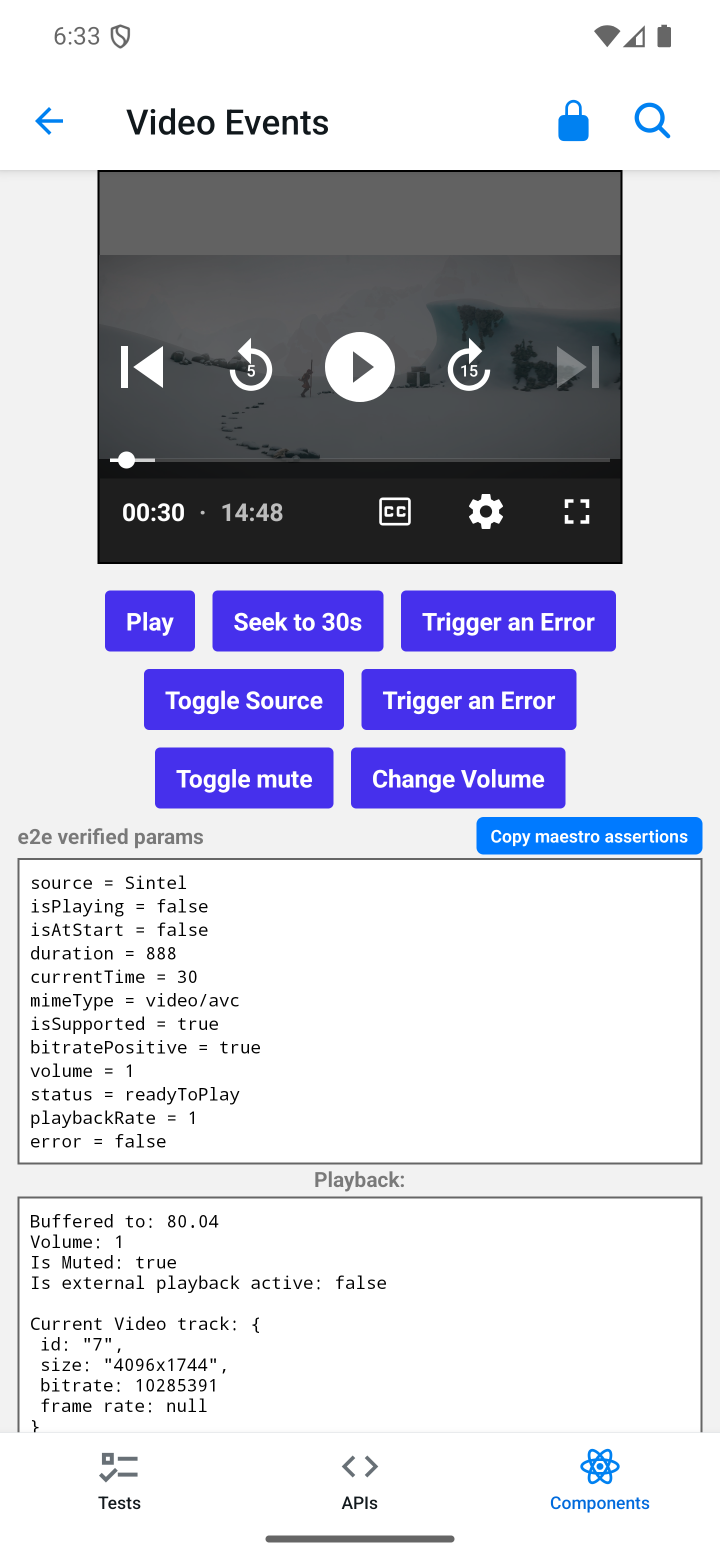 6:33
Video Events
5
15
00:30 · 14:48
CC
Play
Seek to 30s
Trigger an Error
Toggle Source
Trigger an Error
Toggle mute
Change Volume
e2e verified params
Copy maestro assertions
source = Sintel
isPlaying = false
isAtStart = false
duration = 888
currentTime = 30
mimeType = video/avc
isSupported = true
bitratePositive = true
volume = 1
status = readyToPlay
playbackRate = 1
error = false
Playback:
Buffered to: 80.04
Volume: 1
Is Muted: true
Is external playback active: false
Current Video track: {
id: "7",
size: "4096x1744",
bitrate: 10285391
frame rate: null
}
Tests
APIs
Components